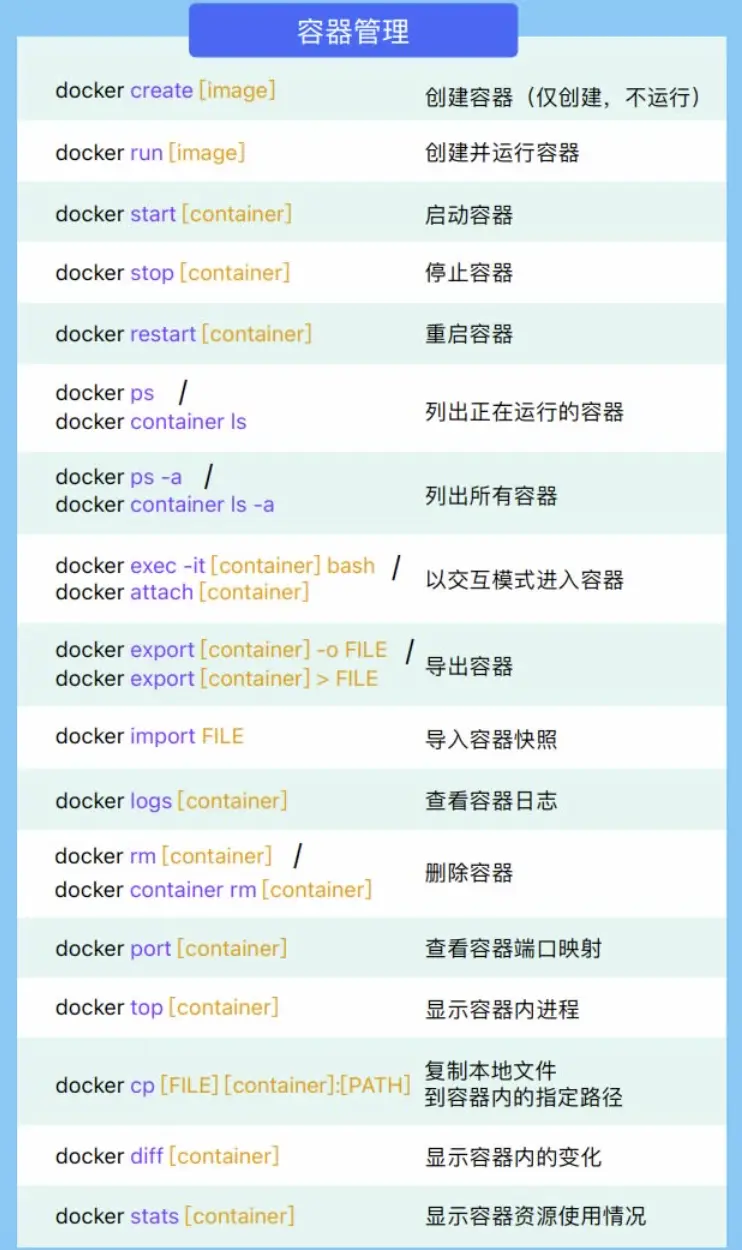 容器管理
docker create [image] 创建容器（仅创建，不运行）
docker run [image] 创建并运行容器
docker start [container] 启动容器
docker stop [container] 停止容器
docker restart [container] 重启容器
docker ps /
docker container ls
列出正在运行的容器
docker ps -a /
docker container ls -a
列出所有容器
docker exec -it [container] bash /
docker attach [container]
以交互模式进入容器
docker export [container] -o FILE /
docker export [container] > FILE
导出容器
docker import FILE 导入容器快照
docker logs [container] 查看容器日志
docker rm [container] /
docker container rm [container]
删除容器
docker port [container] 查看容器端口映射
docker top [container] 显示容器内进程
docker cp [FILE] [container]:[PATH]
复制本地文件
到容器内的指定路径
docker diff [container] 显示容器内的变化
docker stats [container] 显示容器资源使用情况